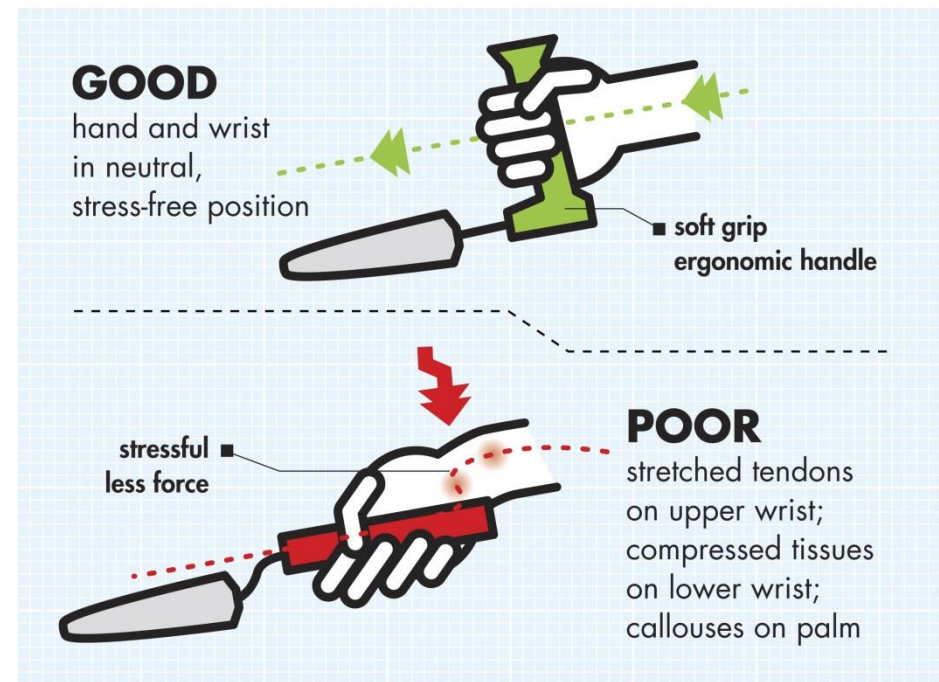 GOOD
hand and wrist
in neutral,
stress-free position
soft grip
ergonomic handle
stressful
less force
POOR
stretched tendons
on upper wrist;
compressed tissues
on lower wrist;
callouses on palm